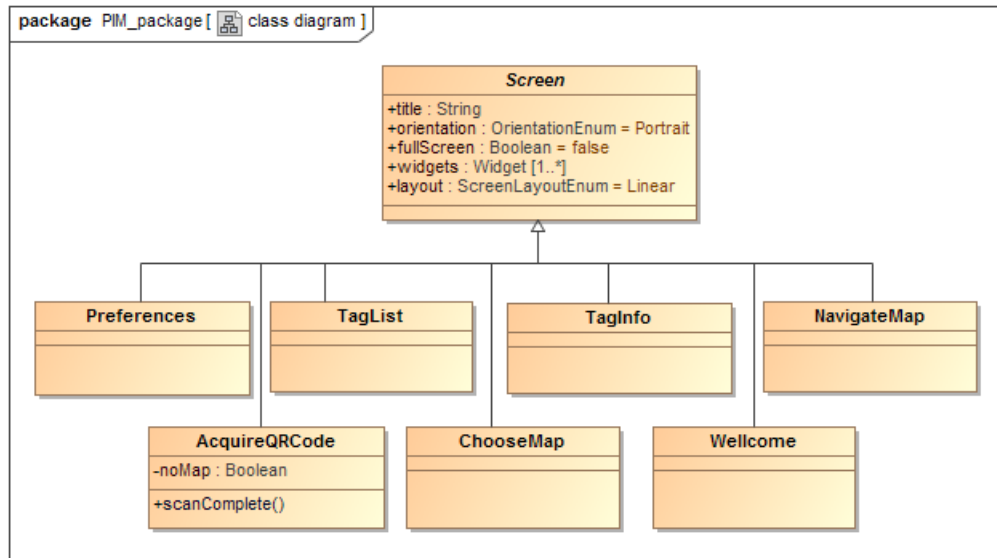 package PIM_package [ class diagram ]
Screen
+title : String
+orientation : OrientationEnum = Portrait
+fullScreen : Boolean = false
+widgets : Widget [1..*]
+layout : ScreenLayoutEnum = Linear
Preferences
TagList
TagInfo
NavigateMap
AcquireQRCode
-noMap : Boolean
+scanComplete()
ChooseMap
Wellcome